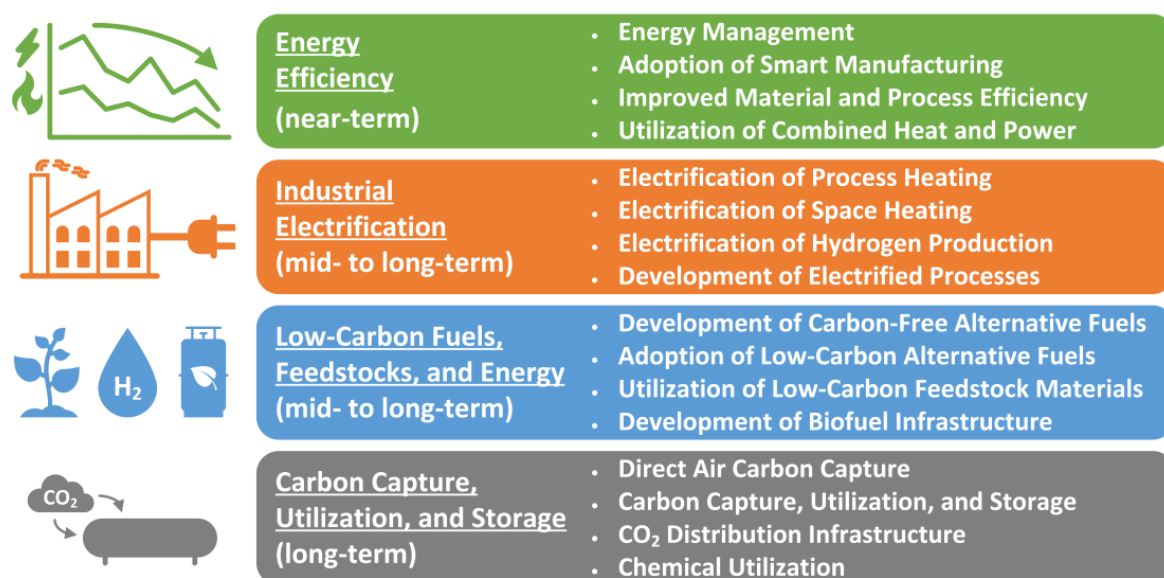 Energy
Efficiency
(near-term)
• Energy Management
• Adoption of Smart Manufacturing
• Improved Material and Process Efficiency
• Utilization of Combined Heat and Power
Industrial
Electrification
(mid- to long-term)
• Electrification of Process Heating
• Electrification of Space Heating
• Electrification of Hydrogen Production
• Development of Electrified Processes
H₂
Low-Carbon Fuels,
Feedstocks, and Energy
(mid- to long-term)
• Development of Carbon-Free Alternative Fuels
• Adoption of Low-Carbon Alternative Fuels
• Utilization of Low-Carbon Feedstock Materials
• Development of Biofuel Infrastructure
CO₂
Carbon Capture,
Utilization, and Storage
(long-term)
• Direct Air Carbon Capture
• Carbon Capture, Utilization, and Storage
• CO₂ Distribution Infrastructure
• Chemical Utilization